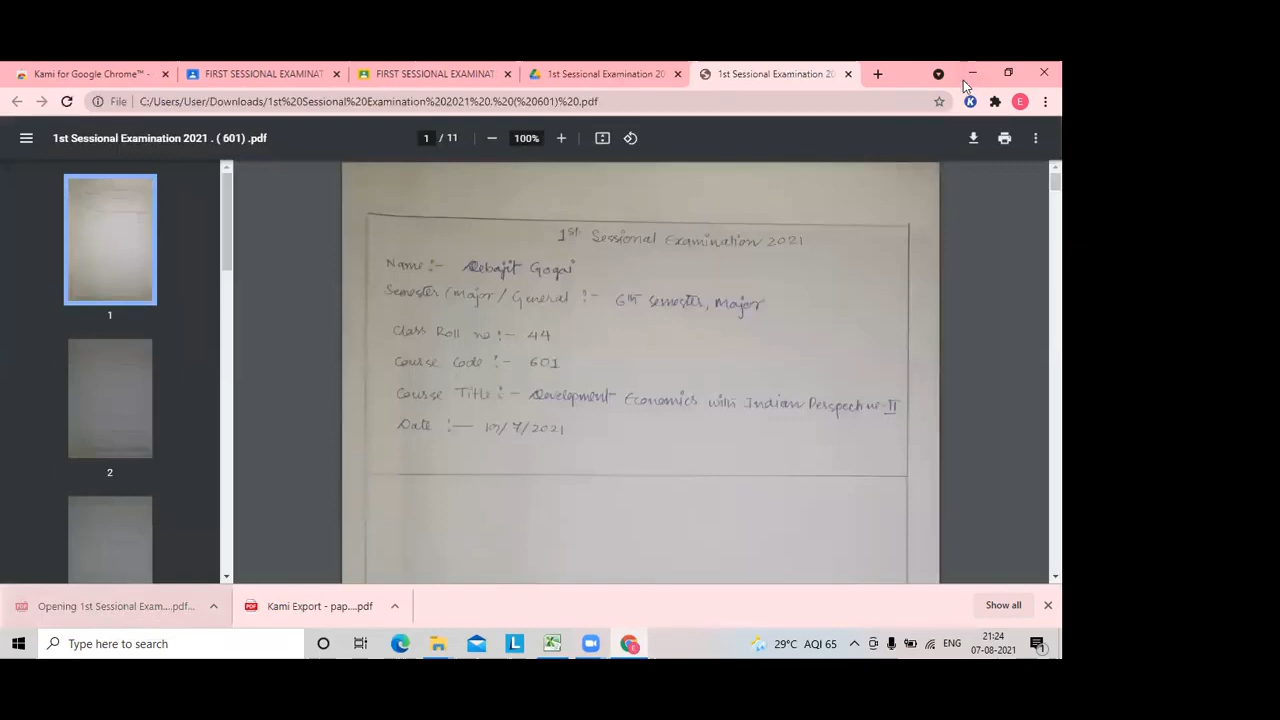 Kami for Google Chrome™ -
FIRST SESSIONAL EXAMINAT
FIRST SESSIONAL EXAMINAT
1st Sessional Examination 20
1st Sessional Examination 20
File C:/Users/User/Downloads/1st%20Sessional%20Examination%202021%20.%20(%20601)%20.pdf
K
E
1st Sessional Examination 2021 . ( 601) .pdf
1 / 11
100%
1
2
1st Sessional Examination 2021
Name :- Debajit Gogoi
Semester (Major / General :- 6th semester, Major
Class Roll no :- 44
Course Code :- 601
Course Title :- Development Economics with Indian Perspective-II
Date :— /7/2021
Opening 1st Sessional Exam....pdf...
PDF Kami Export - pap....pdf
Show all
Type here to search
L
29°C AQI 65
ENG
21:24
07-08-2021
1